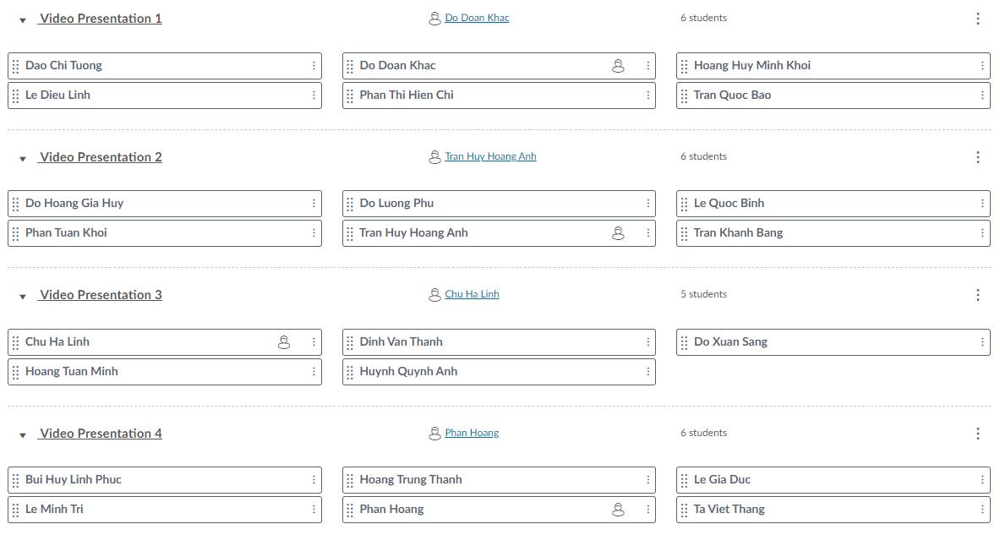 Video Presentation 1 Do Doan Khac 6 students
Dao Chi Tuong Do Doan Khac Hoang Huy Minh Khoi
Le Dieu Linh Phan Thi Hien Chi Tran Quoc Bao
Video Presentation 2 Tran Huy Hoang Anh 6 students
Do Hoang Gia Huy Do Luong Phu Le Quoc Binh
Phan Tuan Khoi Tran Huy Hoang Anh Tran Khanh Bang
Video Presentation 3 Chu Ha Linh 5 students
Chu Ha Linh Dinh Van Thanh Do Xuan Sang
Hoang Tuan Minh Huynh Quynh Anh
Video Presentation 4 Phan Hoang 6 students
Bui Huy Linh Phuc Hoang Trung Thanh Le Gia Duc
Le Minh Tri Phan Hoang Ta Viet Thang